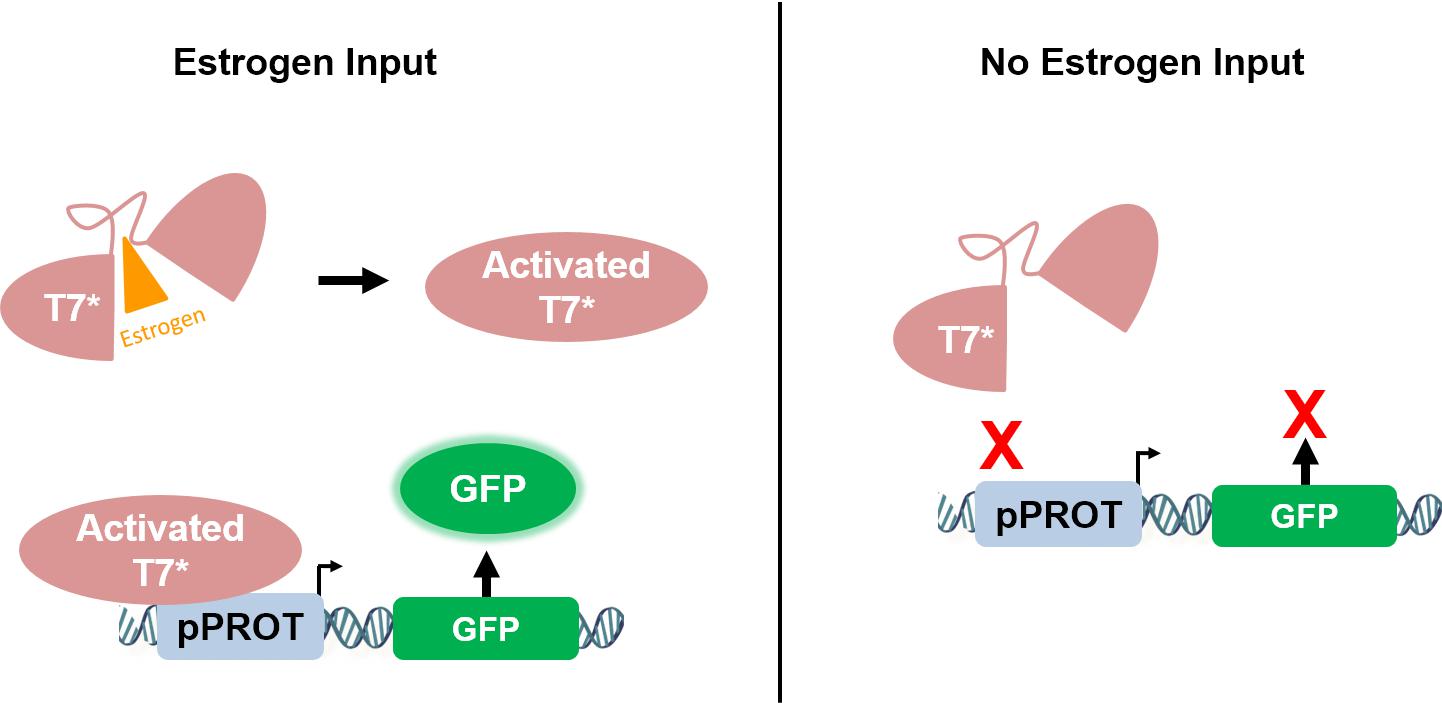 Estrogen Input
T7*
Estrogen
Activated
T7*
GFP
Activated
T7*
pPROT
GFP
No Estrogen Input
T7*
X
X
pPROT
GFP